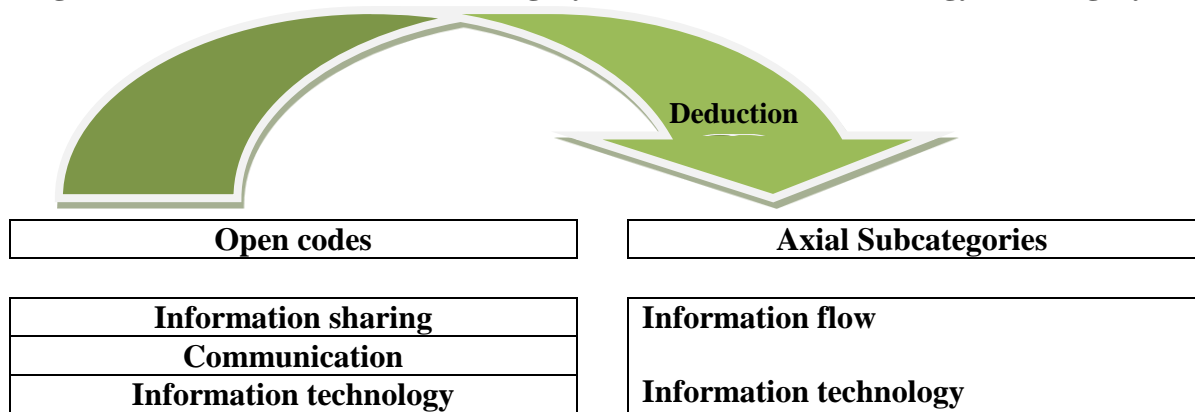 Deduction
Open codes
Axial Subcategories
Information sharing
Communication
Information technology
Information flow
Information technology